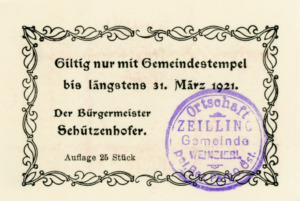 Giltig nur mit Gemeindestempel
bis längstens 31. März 1921.
Der Bürgermeister
Schützenhofer.
Auflage 25 Stück
Ortschaft
ZEILLING
Gemeinde